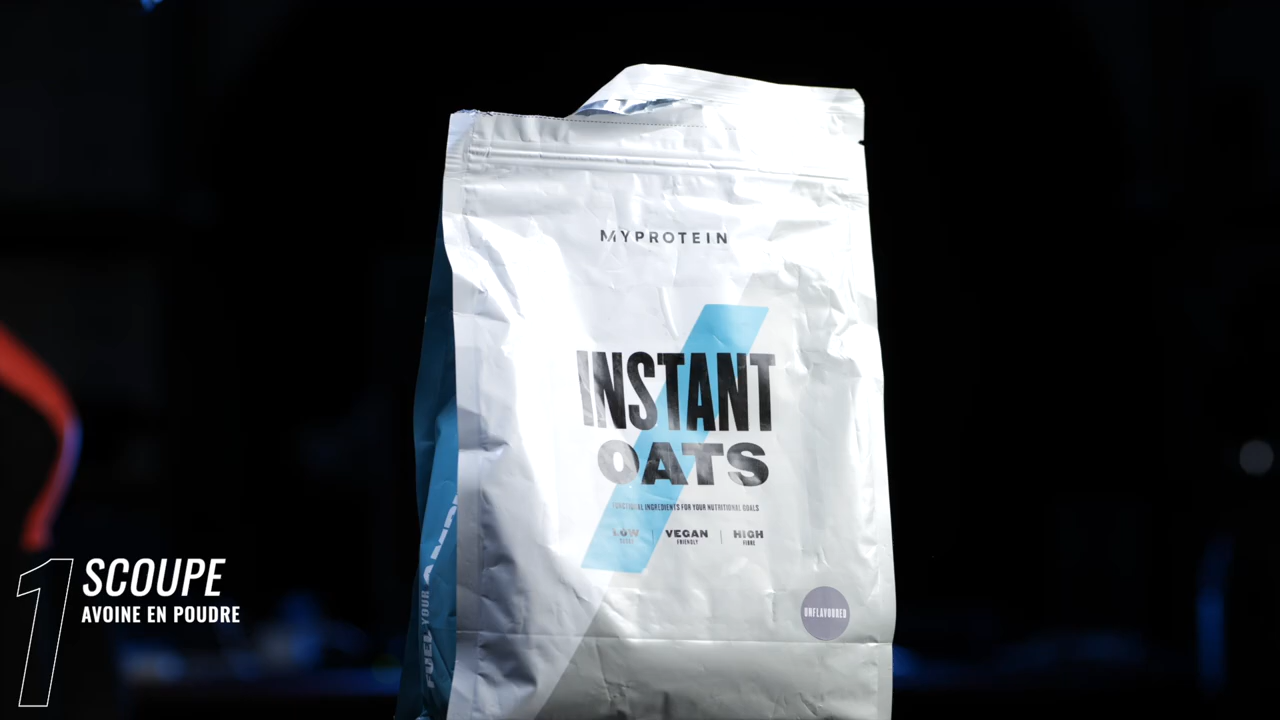 MYPROTEIN
INSTANT
OATS
FUNCTIONAL INGREDIENTS FOR YOUR NUTRITIONAL GOALS
LOW VEGAN HIGH
SUGAR FRIENDLY FIBRE
UNFLAVOURED
FUEL YOUR
1 SCOUPE
AVOINE EN POUDRE